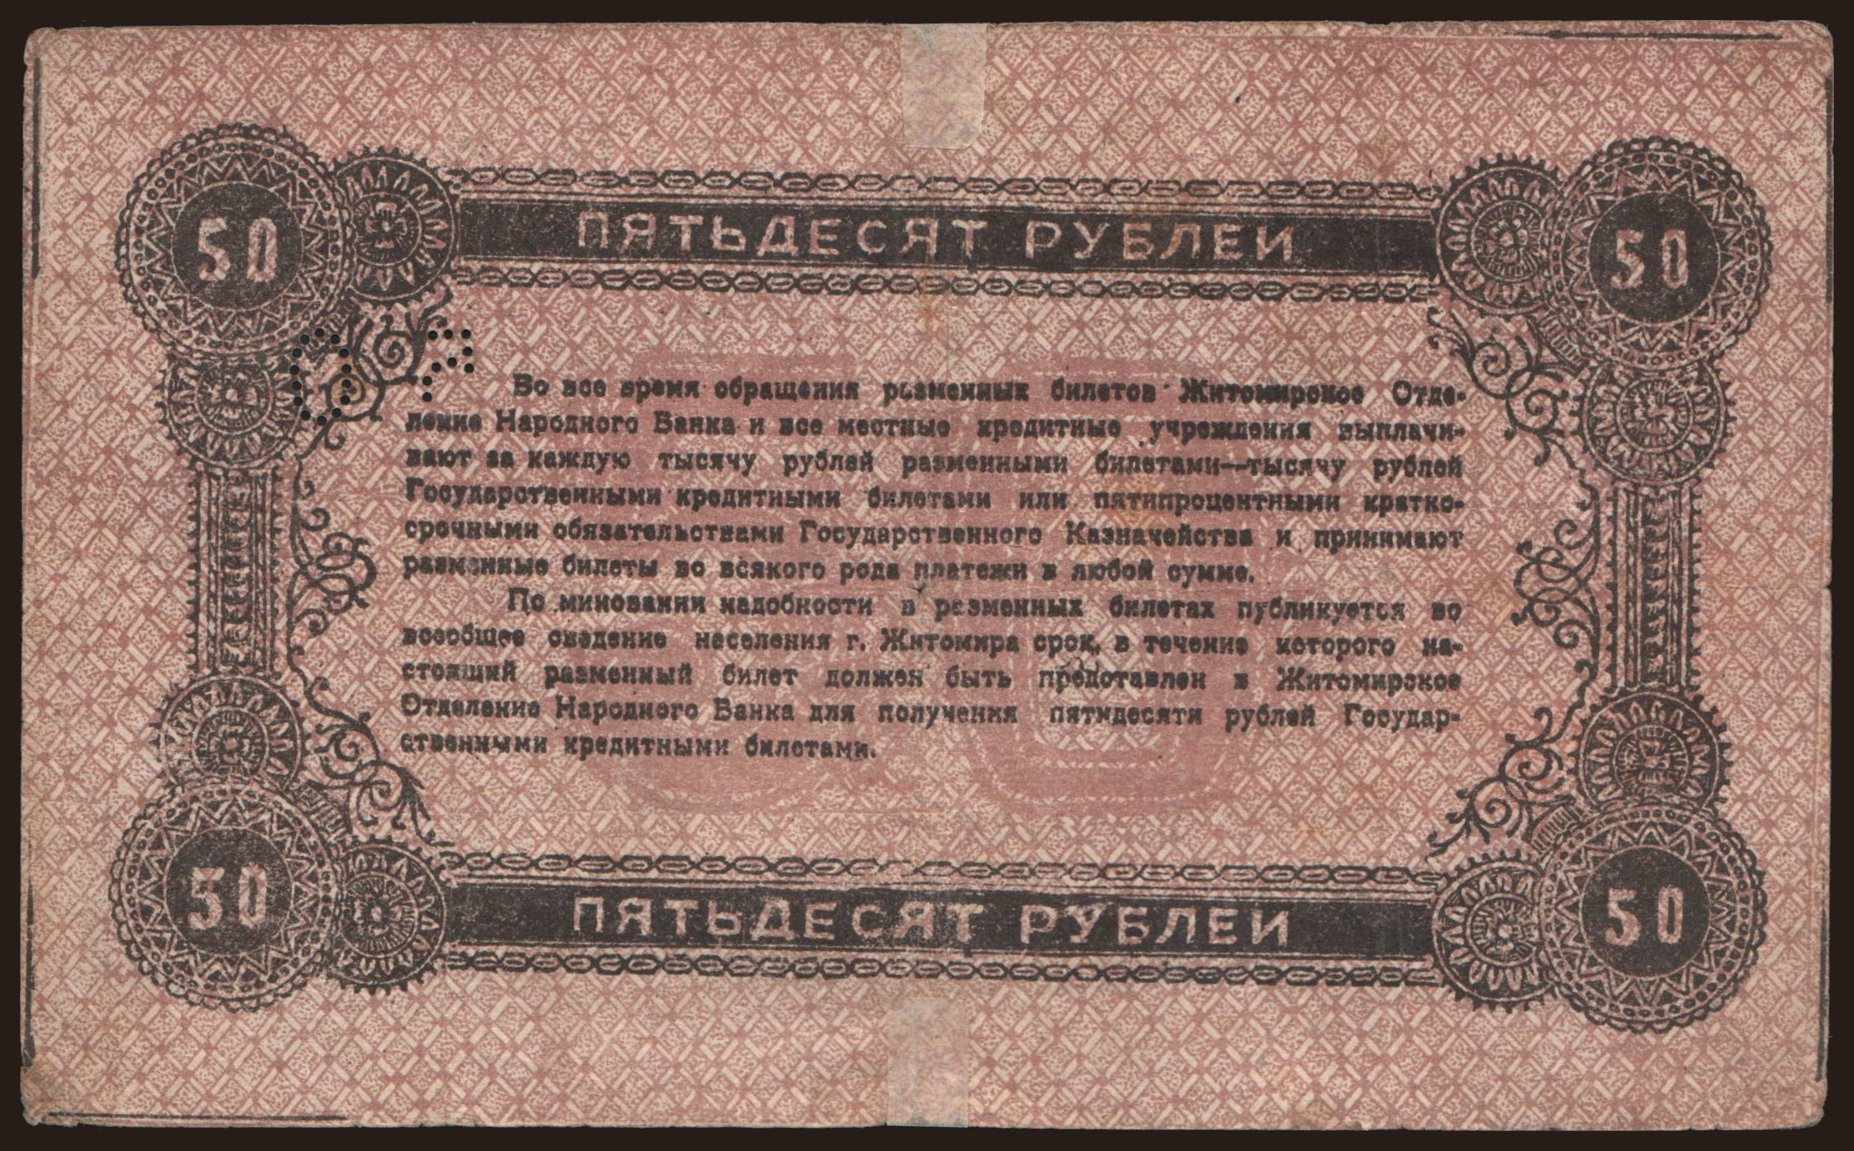 50 ПЯТЬДЕСЯТ РУБЛЕЙ 50
Во все время обращения разменных билетов Житомирское Отде-
ление Народного Банка и все местные кредитные учреждения выплачи-
вают за каждую тысячу рублей разменными билетами—тысячу рублей
Государственными кредитными билетами или пятипроцентными кратко-
срочными обязательствами Государственного Казначейства и принимают
разменные билеты во всякого рода платежи в любой сумме.
По миновании надобности в разменных билетах публикуется во
всеобщее сведение населения г. Житомира срок, в течение которого на-
стоящий разменный билет должен быть представлен в Житомирское
Отделение Народного Банка для получения пятидесяти рублей Государ-
ственными кредитными билетами.
50 ПЯТЬДЕСЯТ РУБЛЕЙ 50